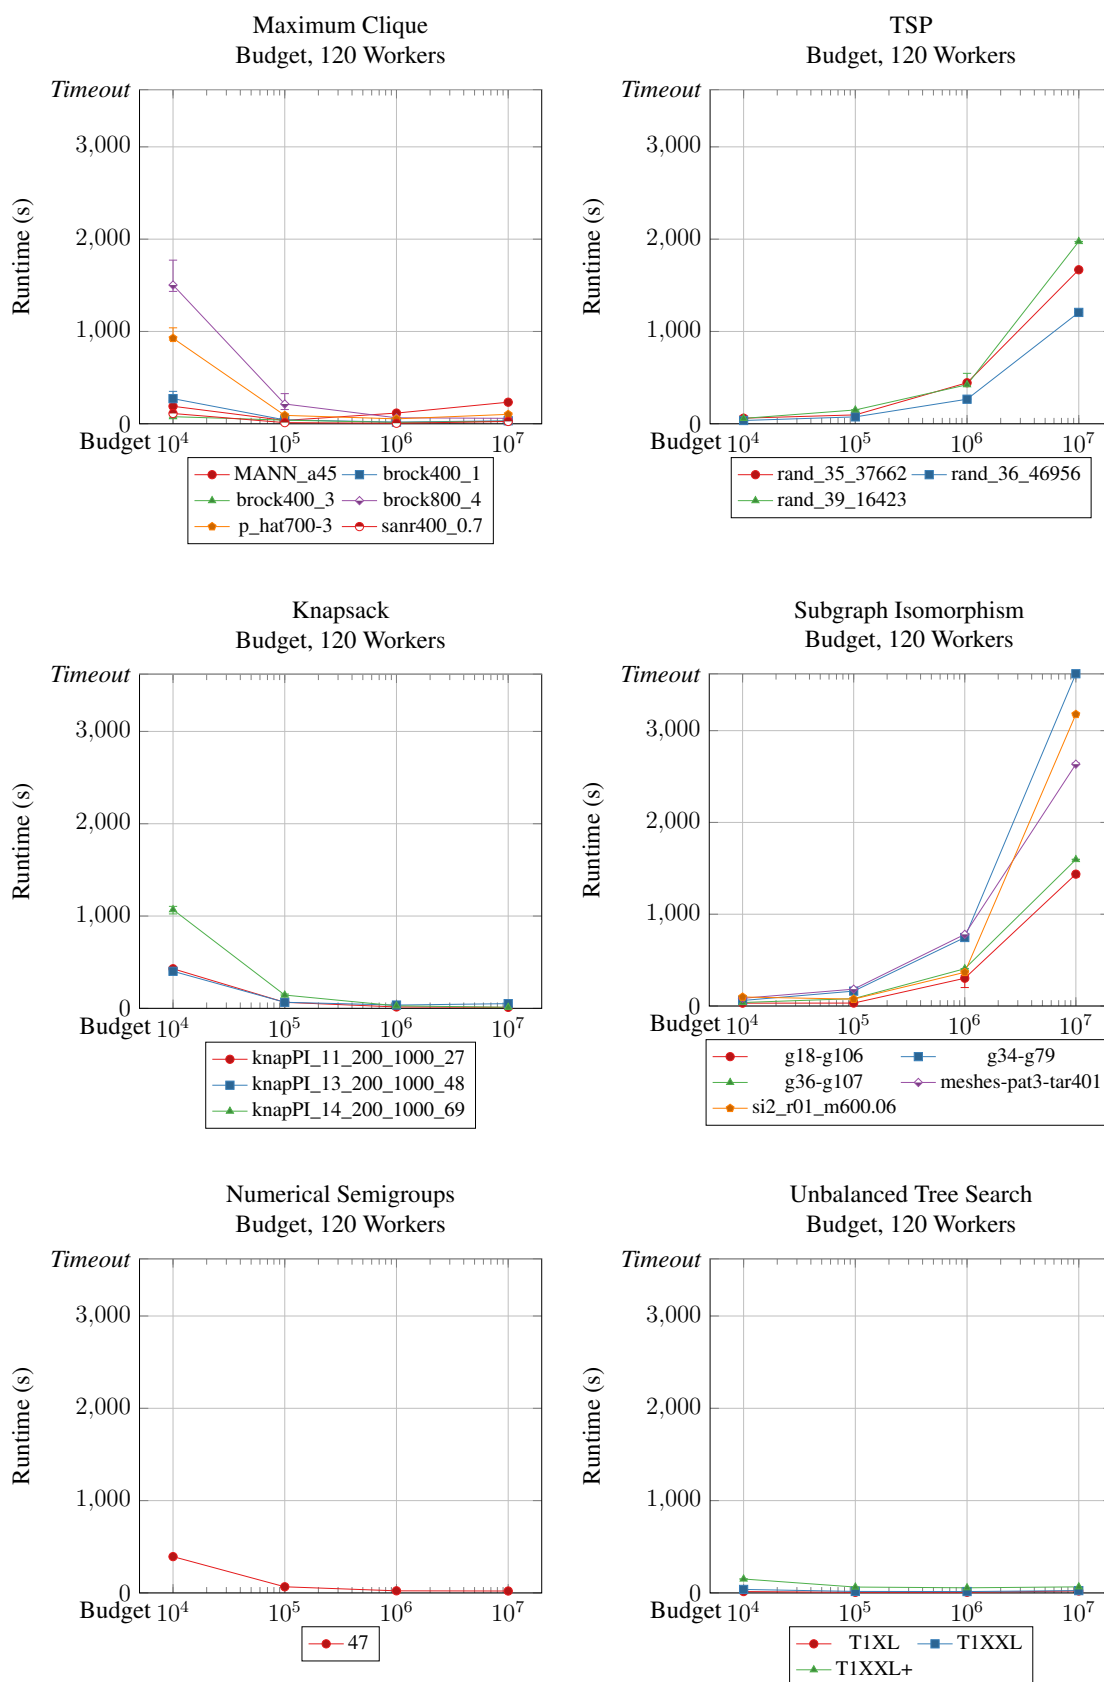 Maximum Clique
Budget, 120 Workers
Timeout
3,000
2,000
1,000
0
Runtime (s)
Budget 10^4 10^5 10^6 10^7
MANN_a45 brock400_1
brock400_3 brock800_4
p_hat700-3 sanr400_0.7
TSP
Budget, 120 Workers
Timeout
3,000
2,000
1,000
0
Runtime (s)
Budget 10^4 10^5 10^6 10^7
rand_35_37662 rand_36_46956
rand_39_16423
Knapsack
Budget, 120 Workers
Timeout
3,000
2,000
1,000
0
Runtime (s)
Budget 10^4 10^5 10^6 10^7
knapPI_11_200_1000_27
knapPI_13_200_1000_48
knapPI_14_200_1000_69
Subgraph Isomorphism
Budget, 120 Workers
Timeout
3,000
2,000
1,000
0
Runtime (s)
Budget 10^4 10^5 10^6 10^7
g18-g106 g34-g79
g36-g107 meshes-pat3-tar401
si2_r01_m600.06
Numerical Semigroups
Budget, 120 Workers
Timeout
3,000
2,000
1,000
0
Runtime (s)
Budget 10^4 10^5 10^6 10^7
47
Unbalanced Tree Search
Budget, 120 Workers
Timeout
3,000
2,000
1,000
0
Runtime (s)
Budget 10^4 10^5 10^6 10^7
T1XL T1XXL
T1XXL+